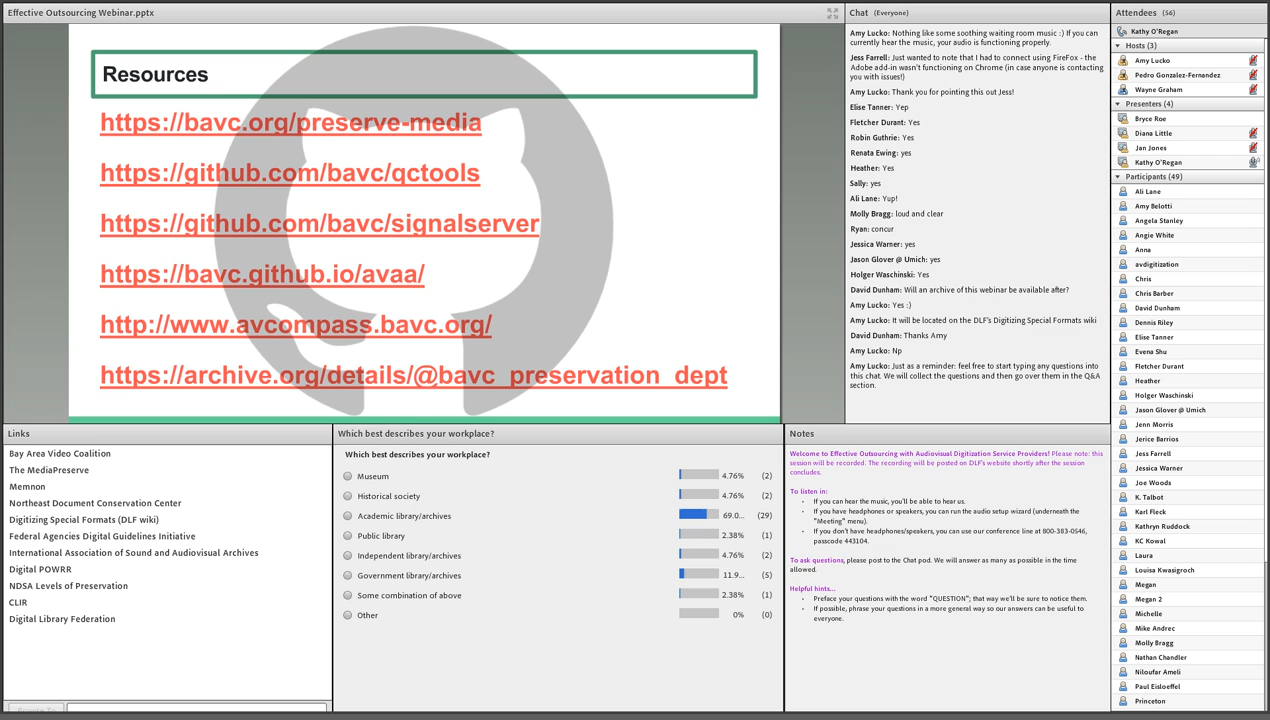 Effective Outsourcing Webinar.pptx
Resources
https://bavc.org/preserve-media
https://github.com/bavc/qctools
https://github.com/bavc/signalserver
https://bavc.github.io/avaa/
http://www.avcompass.bavc.org/
https://archive.org/details/@bavc_preservation_dept
Chat (Everyone)
Amy Lucko: Nothing like some soothing waiting room music :) If you can
currently hear the music, your audio is functioning properly.
Jess Farrell: Just wanted to note that I had to connect using FireFox - the
Adobe add-in wasn't functioning on Chrome (in case anyone is contacting
you with issues!)
Amy Lucko: Thank you for pointing this out Jess!
Elise Tanner: Yep
Fletcher Durant: Yes
Robin Guthrie: Yes
Renata Ewing: yes
Heather: Yes
Sally: yes
Ali Lane: Yup!
Molly Bragg: loud and clear
Ryan: concur
Jessica Warner: yes
Jason Glover @ Umich: yes
Holger Waschinski: Yes
David Dunham: Will an archive of this webinar be available after?
Amy Lucko: Yes :)
Amy Lucko: It will be located on the DLF's Digitizing Special Formats wiki
David Dunham: Thanks Amy
Amy Lucko: Np
Amy Lucko: Just as a reminder: feel free to start typing any questions into
this chat. We will collect the questions and then go over them in the Q&A
section.
Attendees (56)
Kathy O'Regan
Hosts (3)
Amy Lucko
Pedro Gonzalez-Fernandez
Wayne Graham
Presenters (4)
Bryce Roe
Diana Little
Jan Jones
Kathy O'Regan
Participants (49)
Ali Lane
Amy Belotti
Angela Stanley
Angie White
Anna
avdigitization
Chris
Chris Barber
David Dunham
Dennis Riley
Elise Tanner
Evena Shu
Fletcher Durant
Heather
Holger Waschinski
Jason Glover @ Umich
Jenn Morris
Jerice Barrios
Jess Farrell
Jessica Warner
Joe Woods
K. Talbot
Karl Fleck
Kathryn Ruddock
KC Kowal
Laura
Louisa Kwasigroch
Megan
Megan 2
Michelle
Mike Andrec
Molly Bragg
Nathan Chandler
Niloufar Ameli
Paul Eisloeffel
Princeton
Links
Bay Area Video Coalition
The MediaPreserve
Memnon
Northeast Document Conservation Center
Digitizing Special Formats (DLF wiki)
Federal Agencies Digital Guidelines Initiative
International Association of Sound and Audiovisual Archives
Digital POWRR
NDSA Levels of Preservation
CLIR
Digital Library Federation
Browse To
Which best describes your workplace?
Which best describes your workplace?
Museum 4.76% (2)
Historical society 4.76% (2)
Academic library/archives 69.0... (29)
Public library 2.38% (1)
Independent library/archives 4.76% (2)
Government library/archives 11.9... (5)
Some combination of above 2.38% (1)
Other 0% (0)
Notes
Welcome to Effective Outsourcing with Audiovisual Digitization Service Providers! Please note: this
session will be recorded. The recording will be posted on DLF's website shortly after the session
concludes.
To listen in:
• If you can hear the music, you'll be able to hear us.
• If you have headphones or speakers, you can run the audio setup wizard (underneath the
"Meeting" menu).
• If you don't have headphones/speakers, you can use our conference line at 800-383-0546,
passcode 443104.
To ask questions, please post to the Chat pod. We will answer as many as possible in the time
allowed.
Helpful hints...
• Preface your questions with the word "QUESTION"; that way we'll be sure to notice them.
• If possible, phrase your questions in a more general way so our answers can be useful to
everyone.